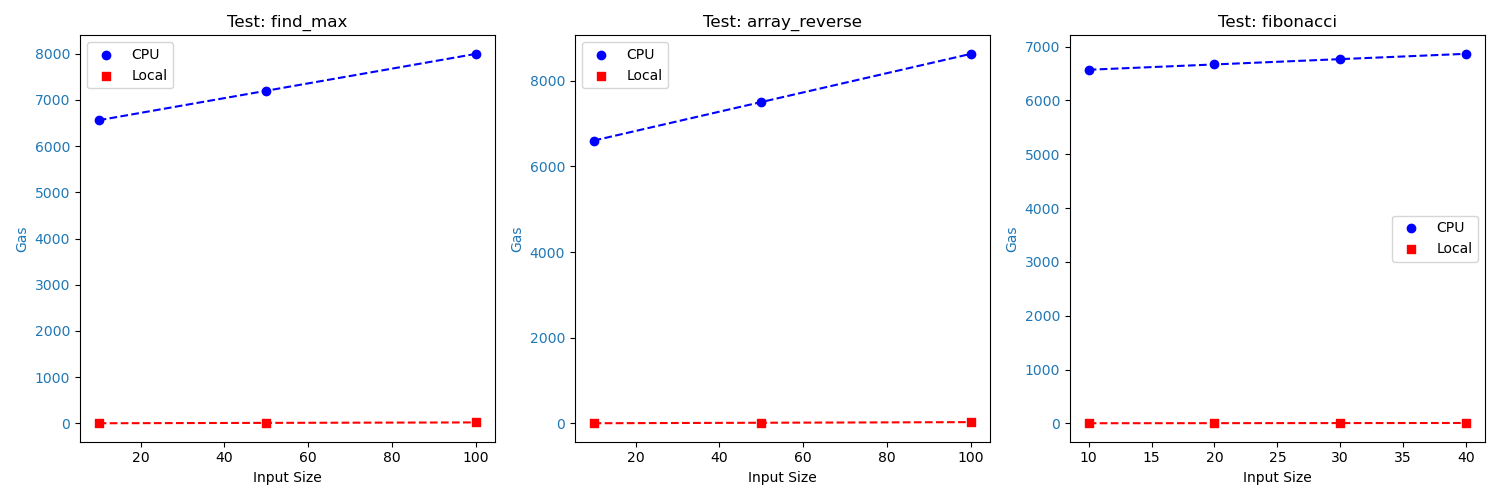 Test: find_max
CPU
Local
8000
7000
6000
5000
4000
3000
2000
1000
0
Gas
20
40
60
80
100
Input Size
Test: array_reverse
CPU
Local
8000
6000
4000
2000
0
Gas
20
40
60
80
100
Input Size
Test: fibonacci
7000
6000
5000
4000
3000
2000
1000
0
Gas
CPU
Local
10
15
20
25
30
35
40
Input Size